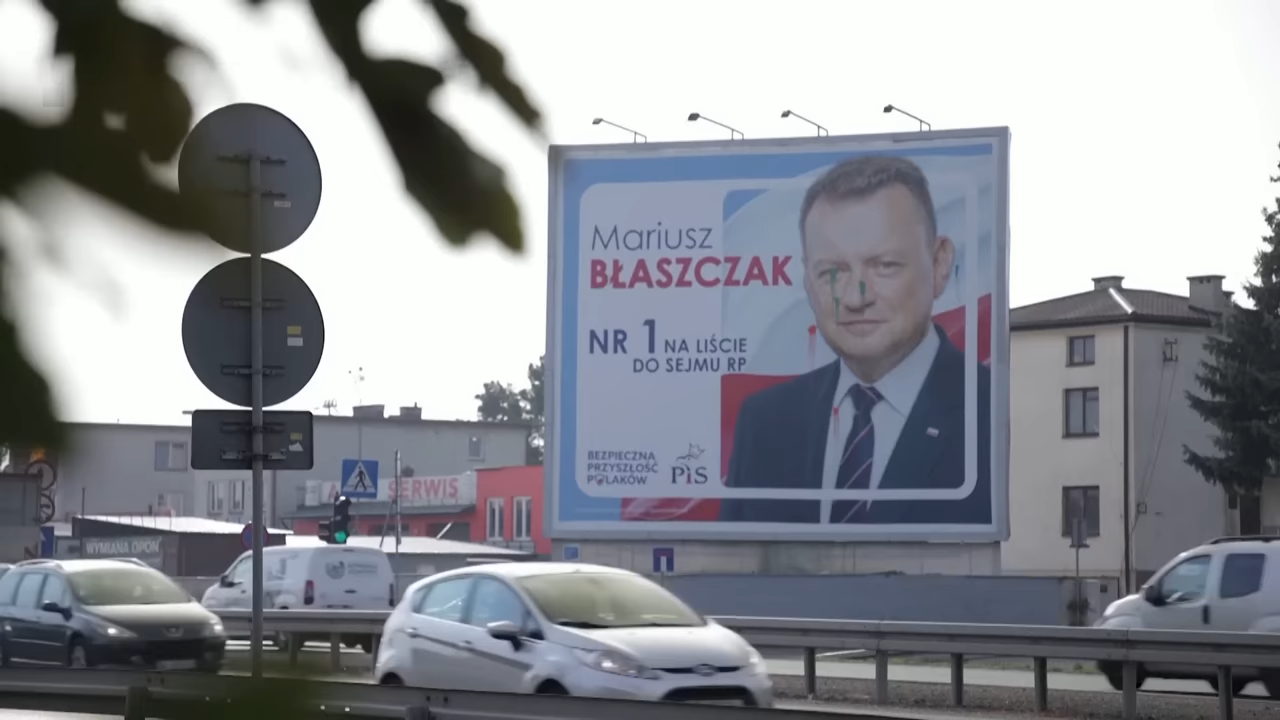 Mariusz
BŁASZCZAK
NR 1 NA LIŚCIE
DO SEJMU RP
BEZPIECZNA
PRZYSZŁOŚĆ
POLAKÓW
PiS
SERWIS
WYMIANA OPON